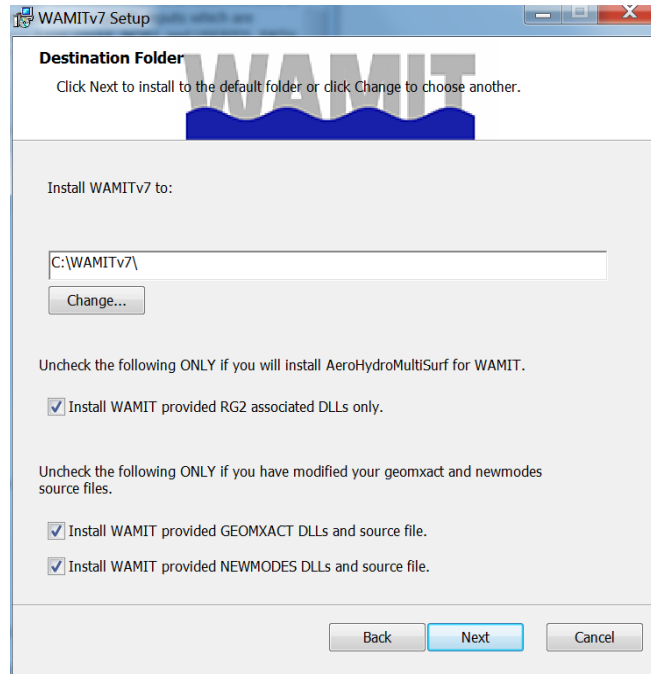 WAMITv7 Setup
Destination Folder
Click Next to install to the default folder or click Change to choose another.
WAMIT
Install WAMITv7 to:
C:\WAMITv7\
Change...
Uncheck the following ONLY if you will install AeroHydroMultiSurf for WAMIT.
Install WAMIT provided RG2 associated DLLs only.
Uncheck the following ONLY if you have modified your geomxact and newmodes
source files.
Install WAMIT provided GEOMXACT DLLs and source file.
Install WAMIT provided NEWMODES DLLs and source file.
Back
Next
Cancel